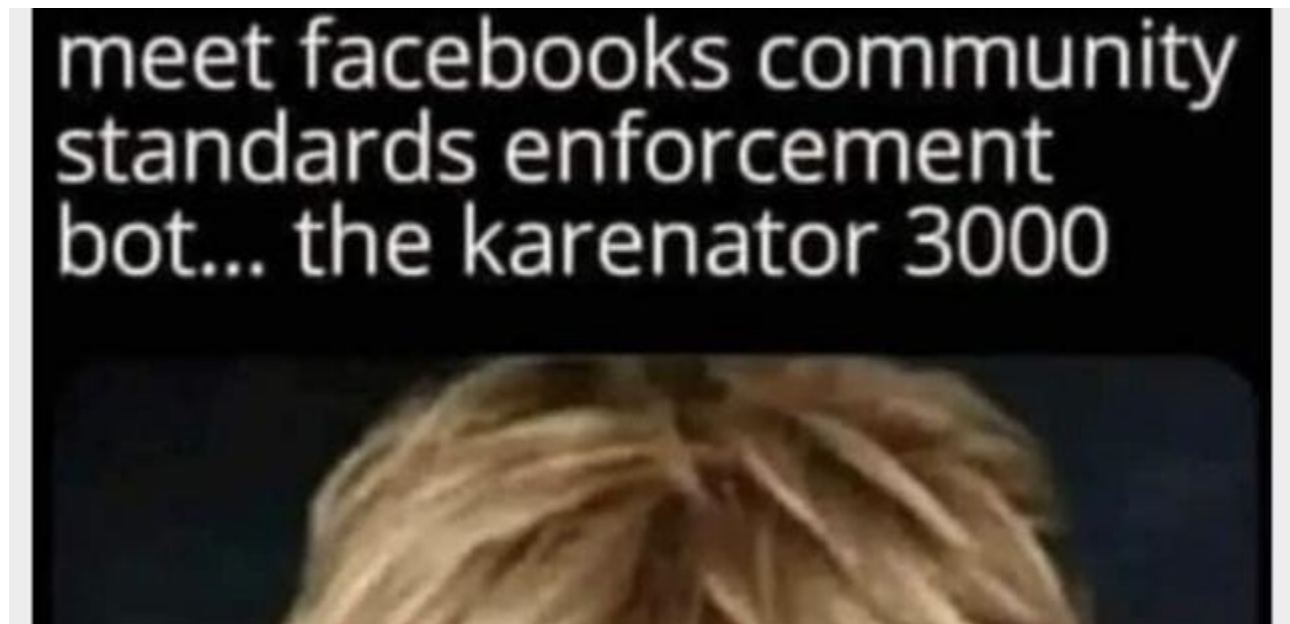 meet facebooks community
standards enforcement
bot... the karenator 3000